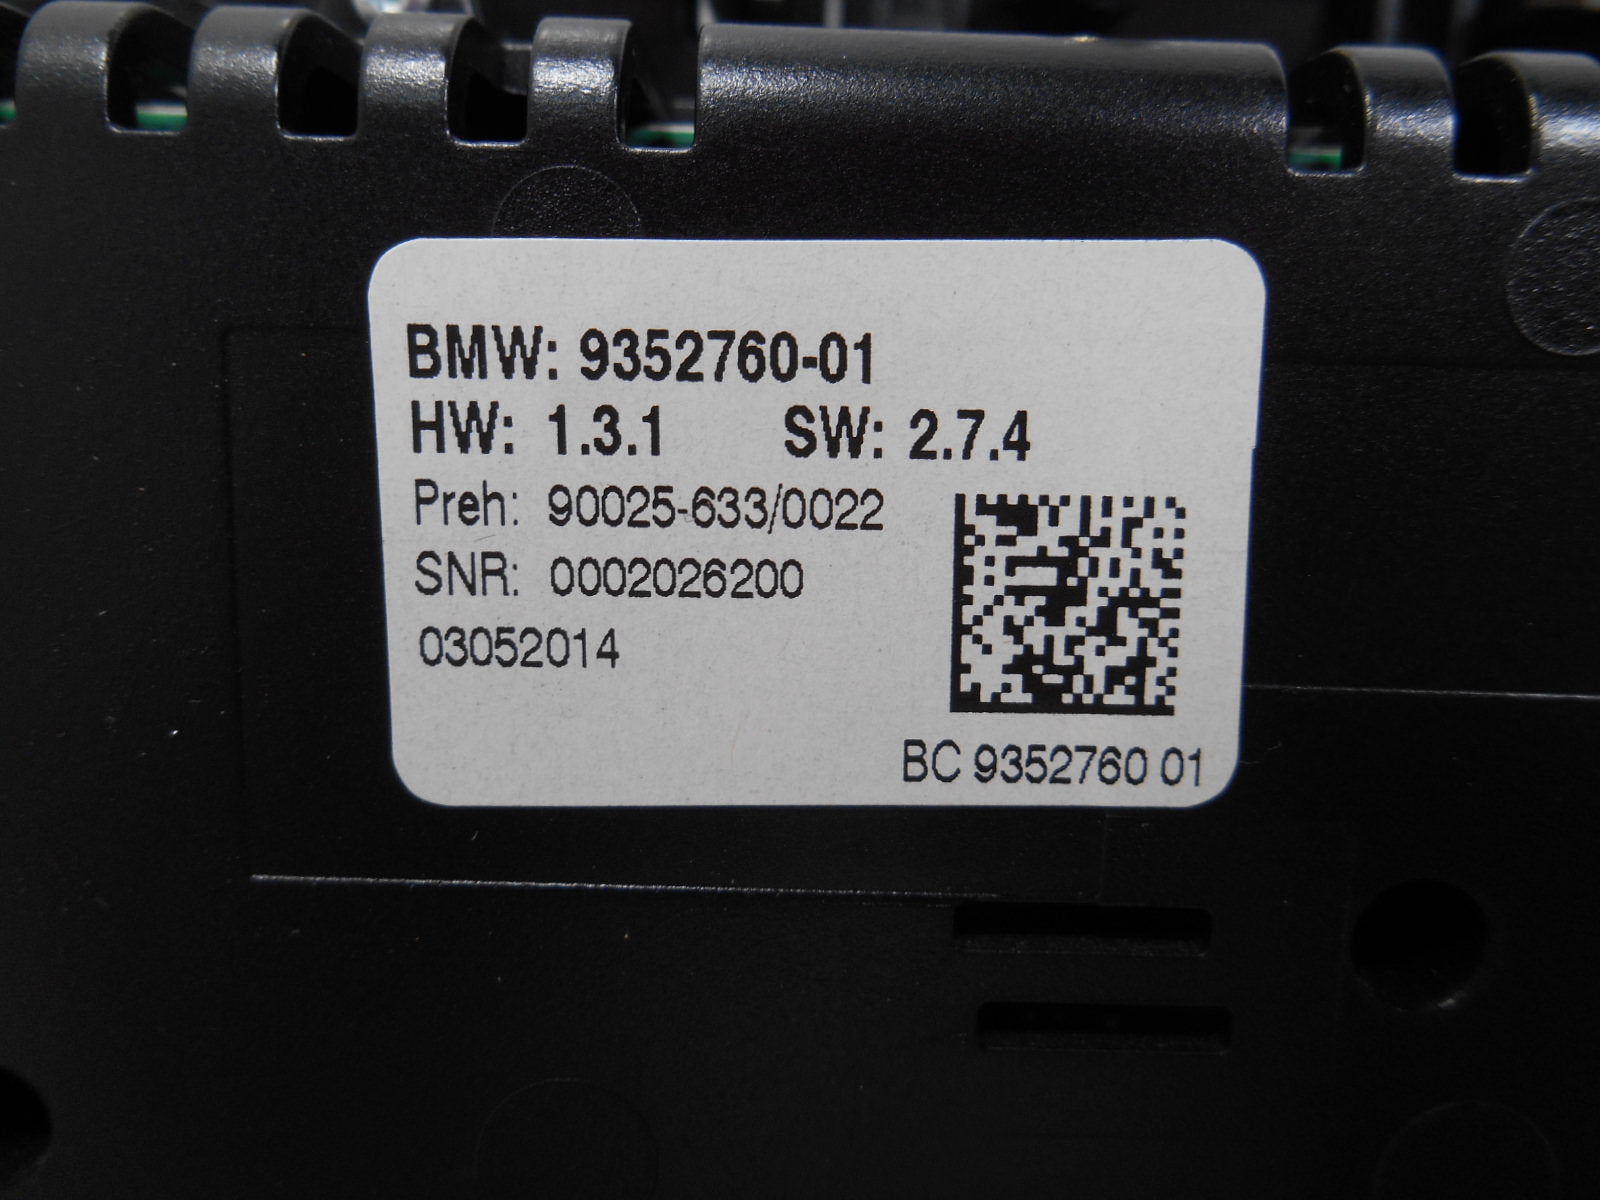 BMW: 9352760-01
HW: 1.3.1 SW: 2.7.4
Preh: 90025-633/0022
SNR: 0002026200
03052014
BC 9352760 01